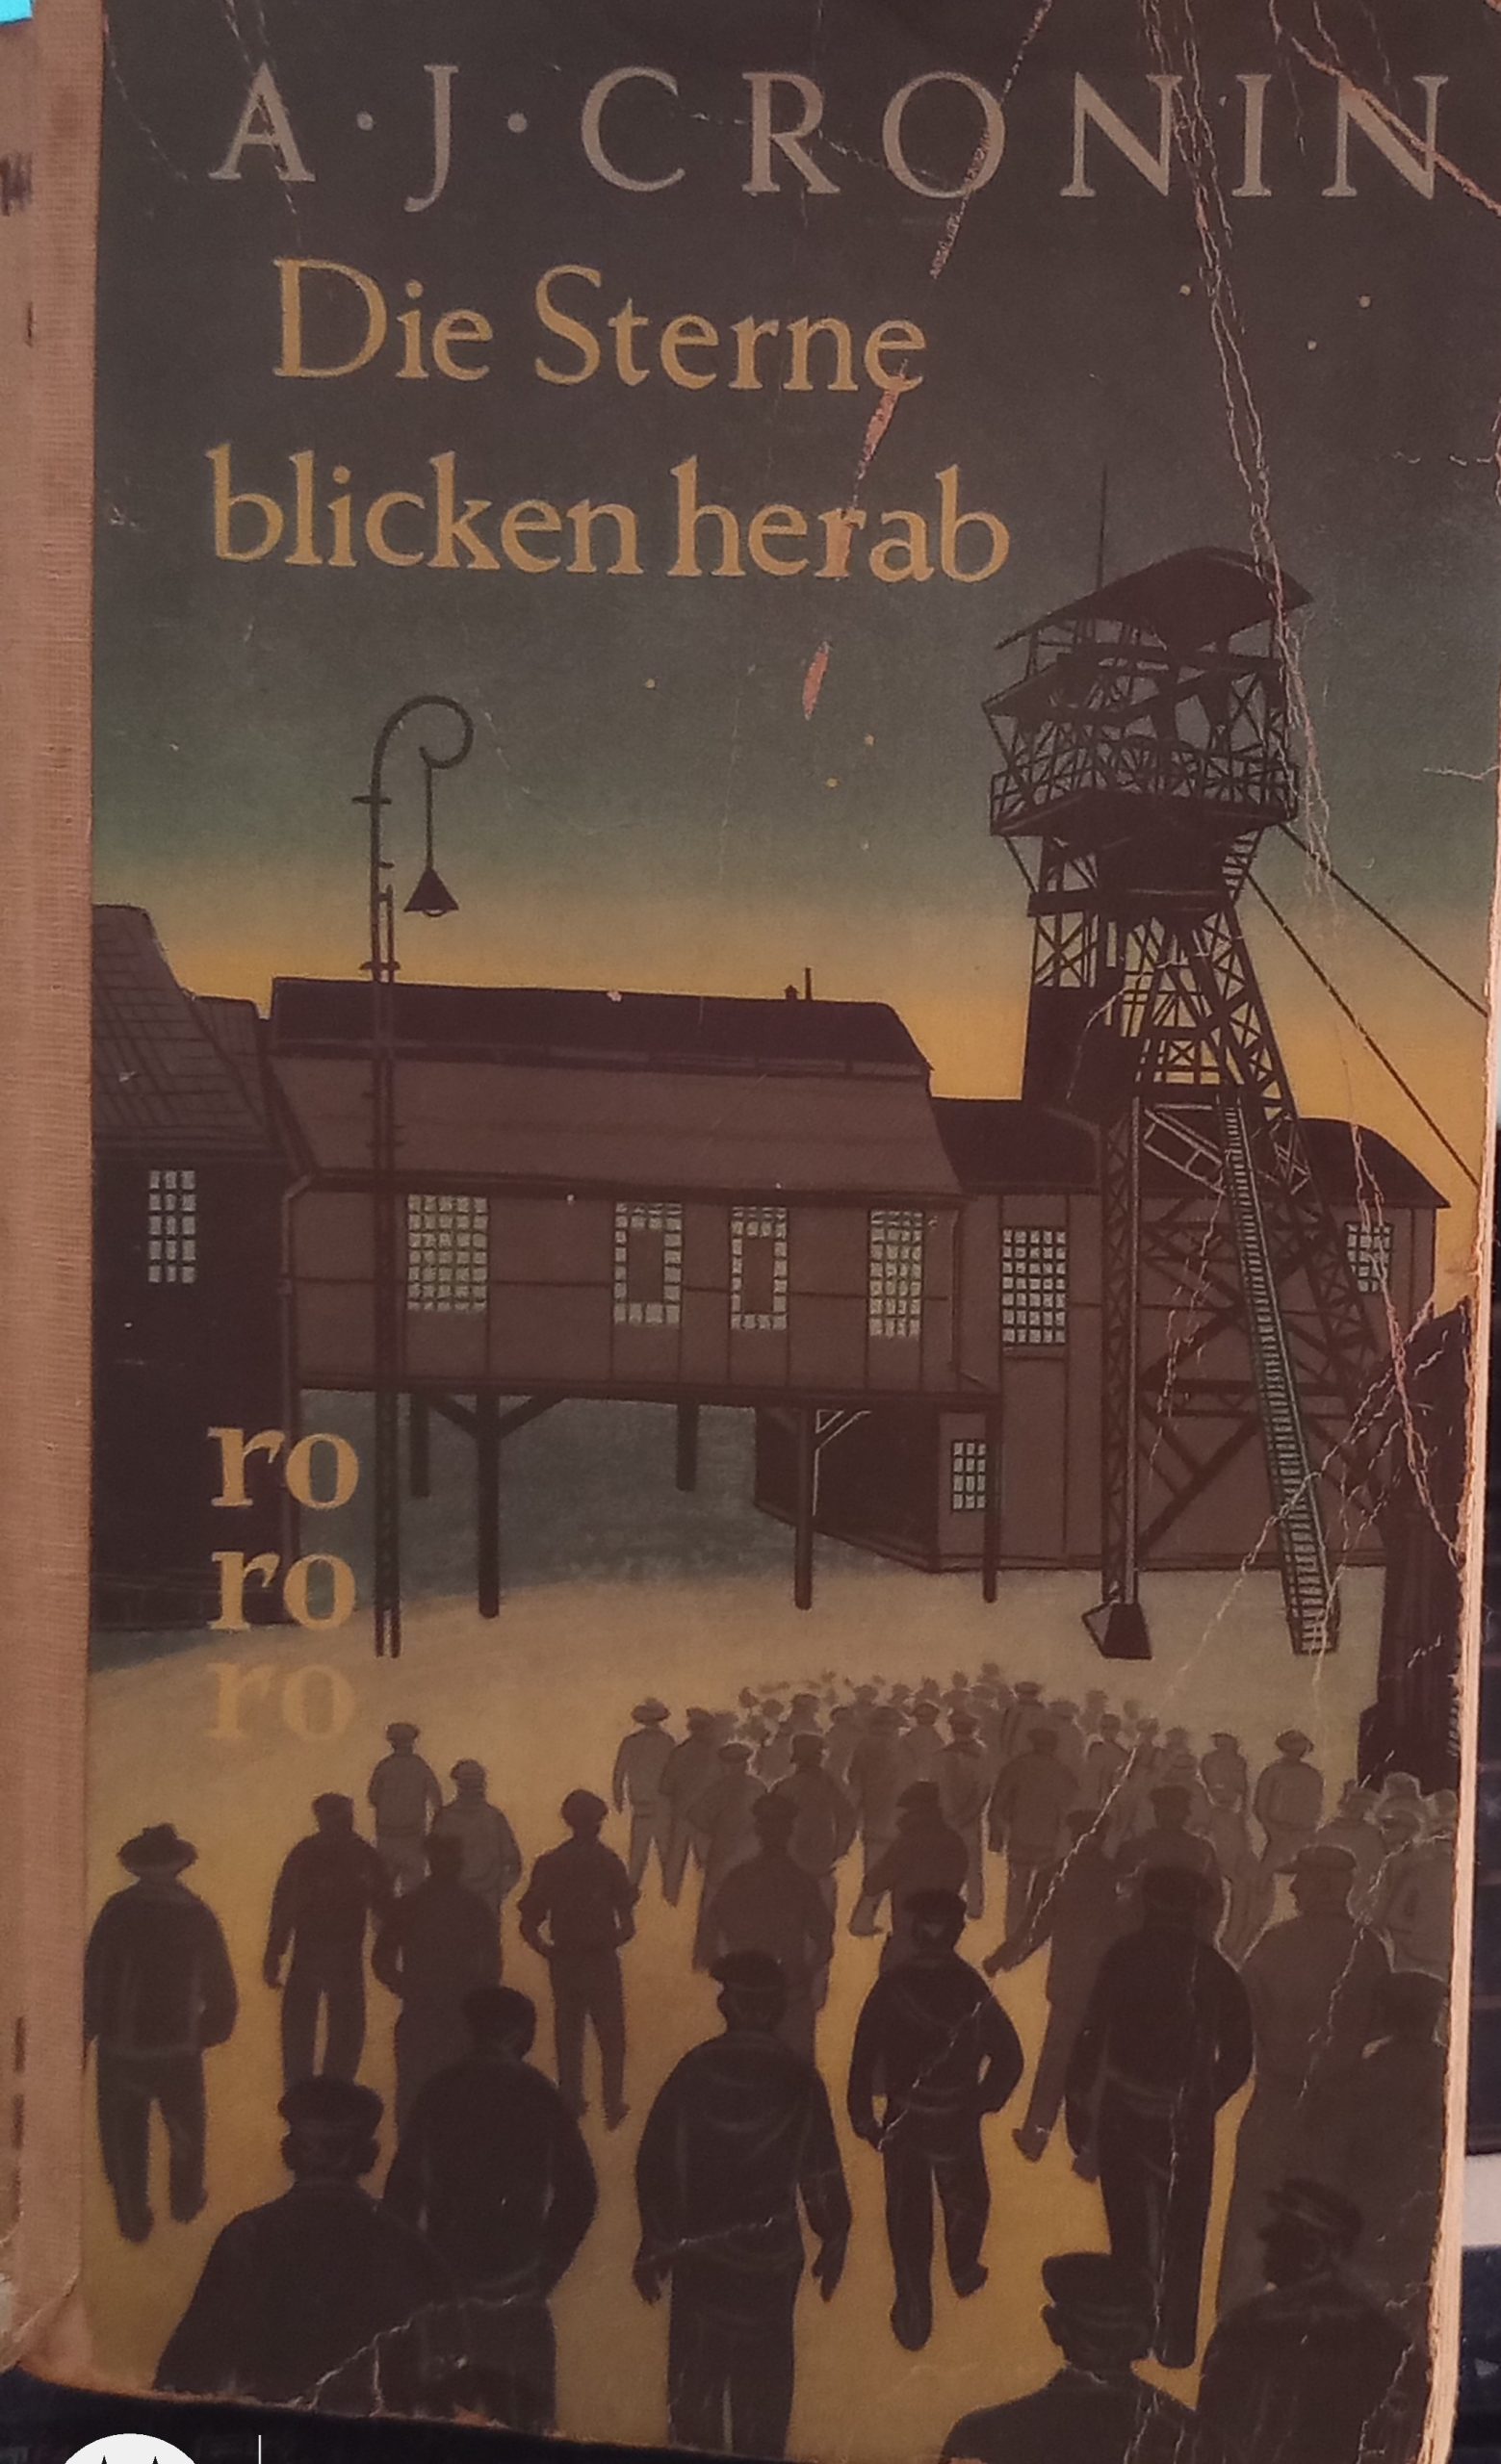 A·J·CRONIN
Die Sterne
blicken herab
ro
ro
ro